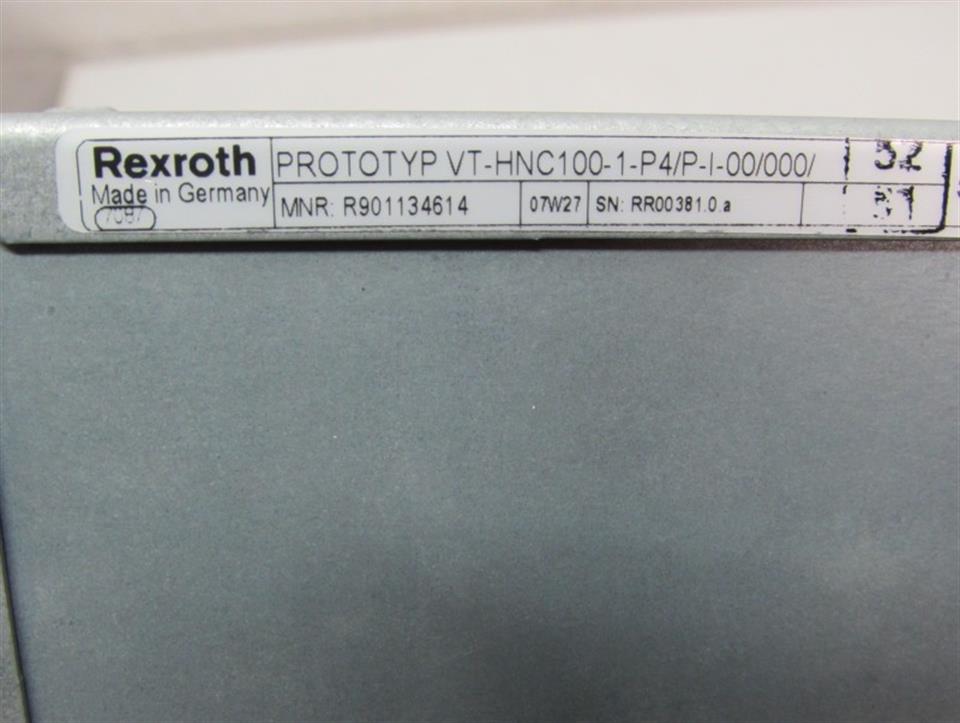 Rexroth
Made in Germany
7087
PROTOTYP VT-HNC100-1-P4/P-I-00/000/
MNR: R901134614
07W27
SN: RR00381.0.a